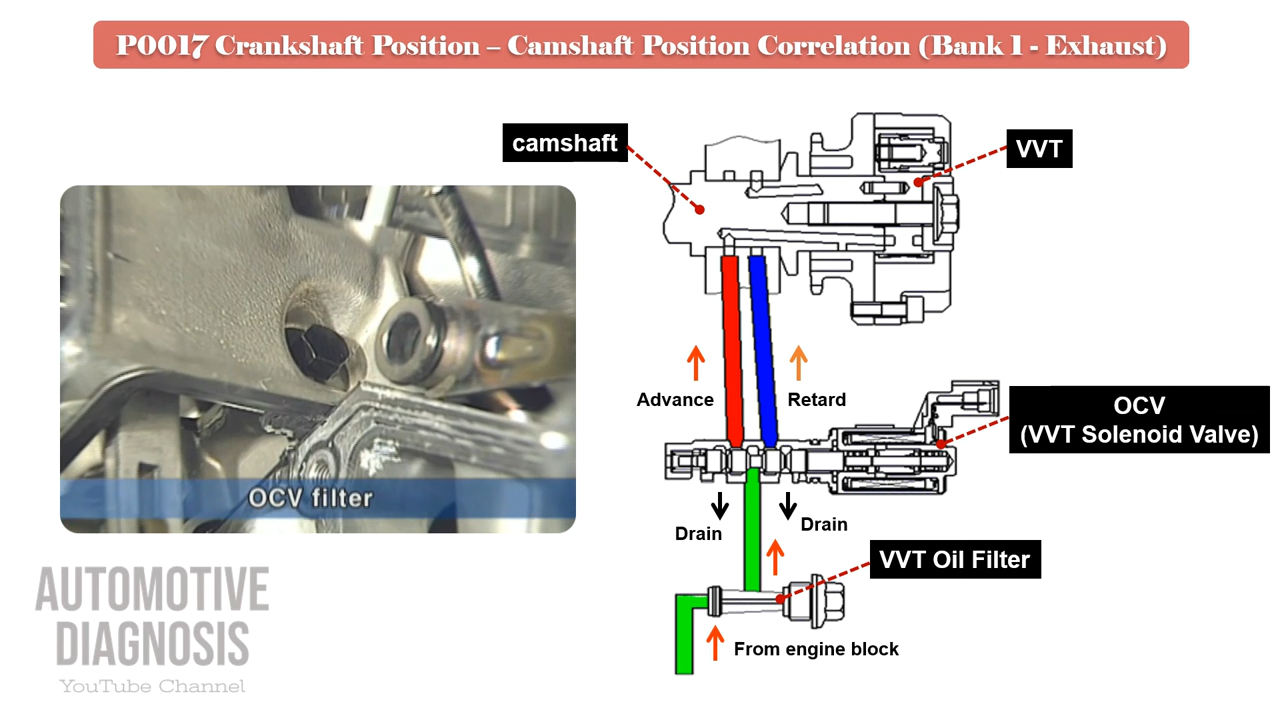 P0017 Crankshaft Position – Camshaft Position Correlation (Bank 1 - Exhaust)
camshaft
VVT
Advance
Retard
OCV
(VVT Solenoid Valve)
OCV filter
Drain
Drain
VVT Oil Filter
From engine block
AUTOMOTIVE
DIAGNOSIS
YouTube Channel